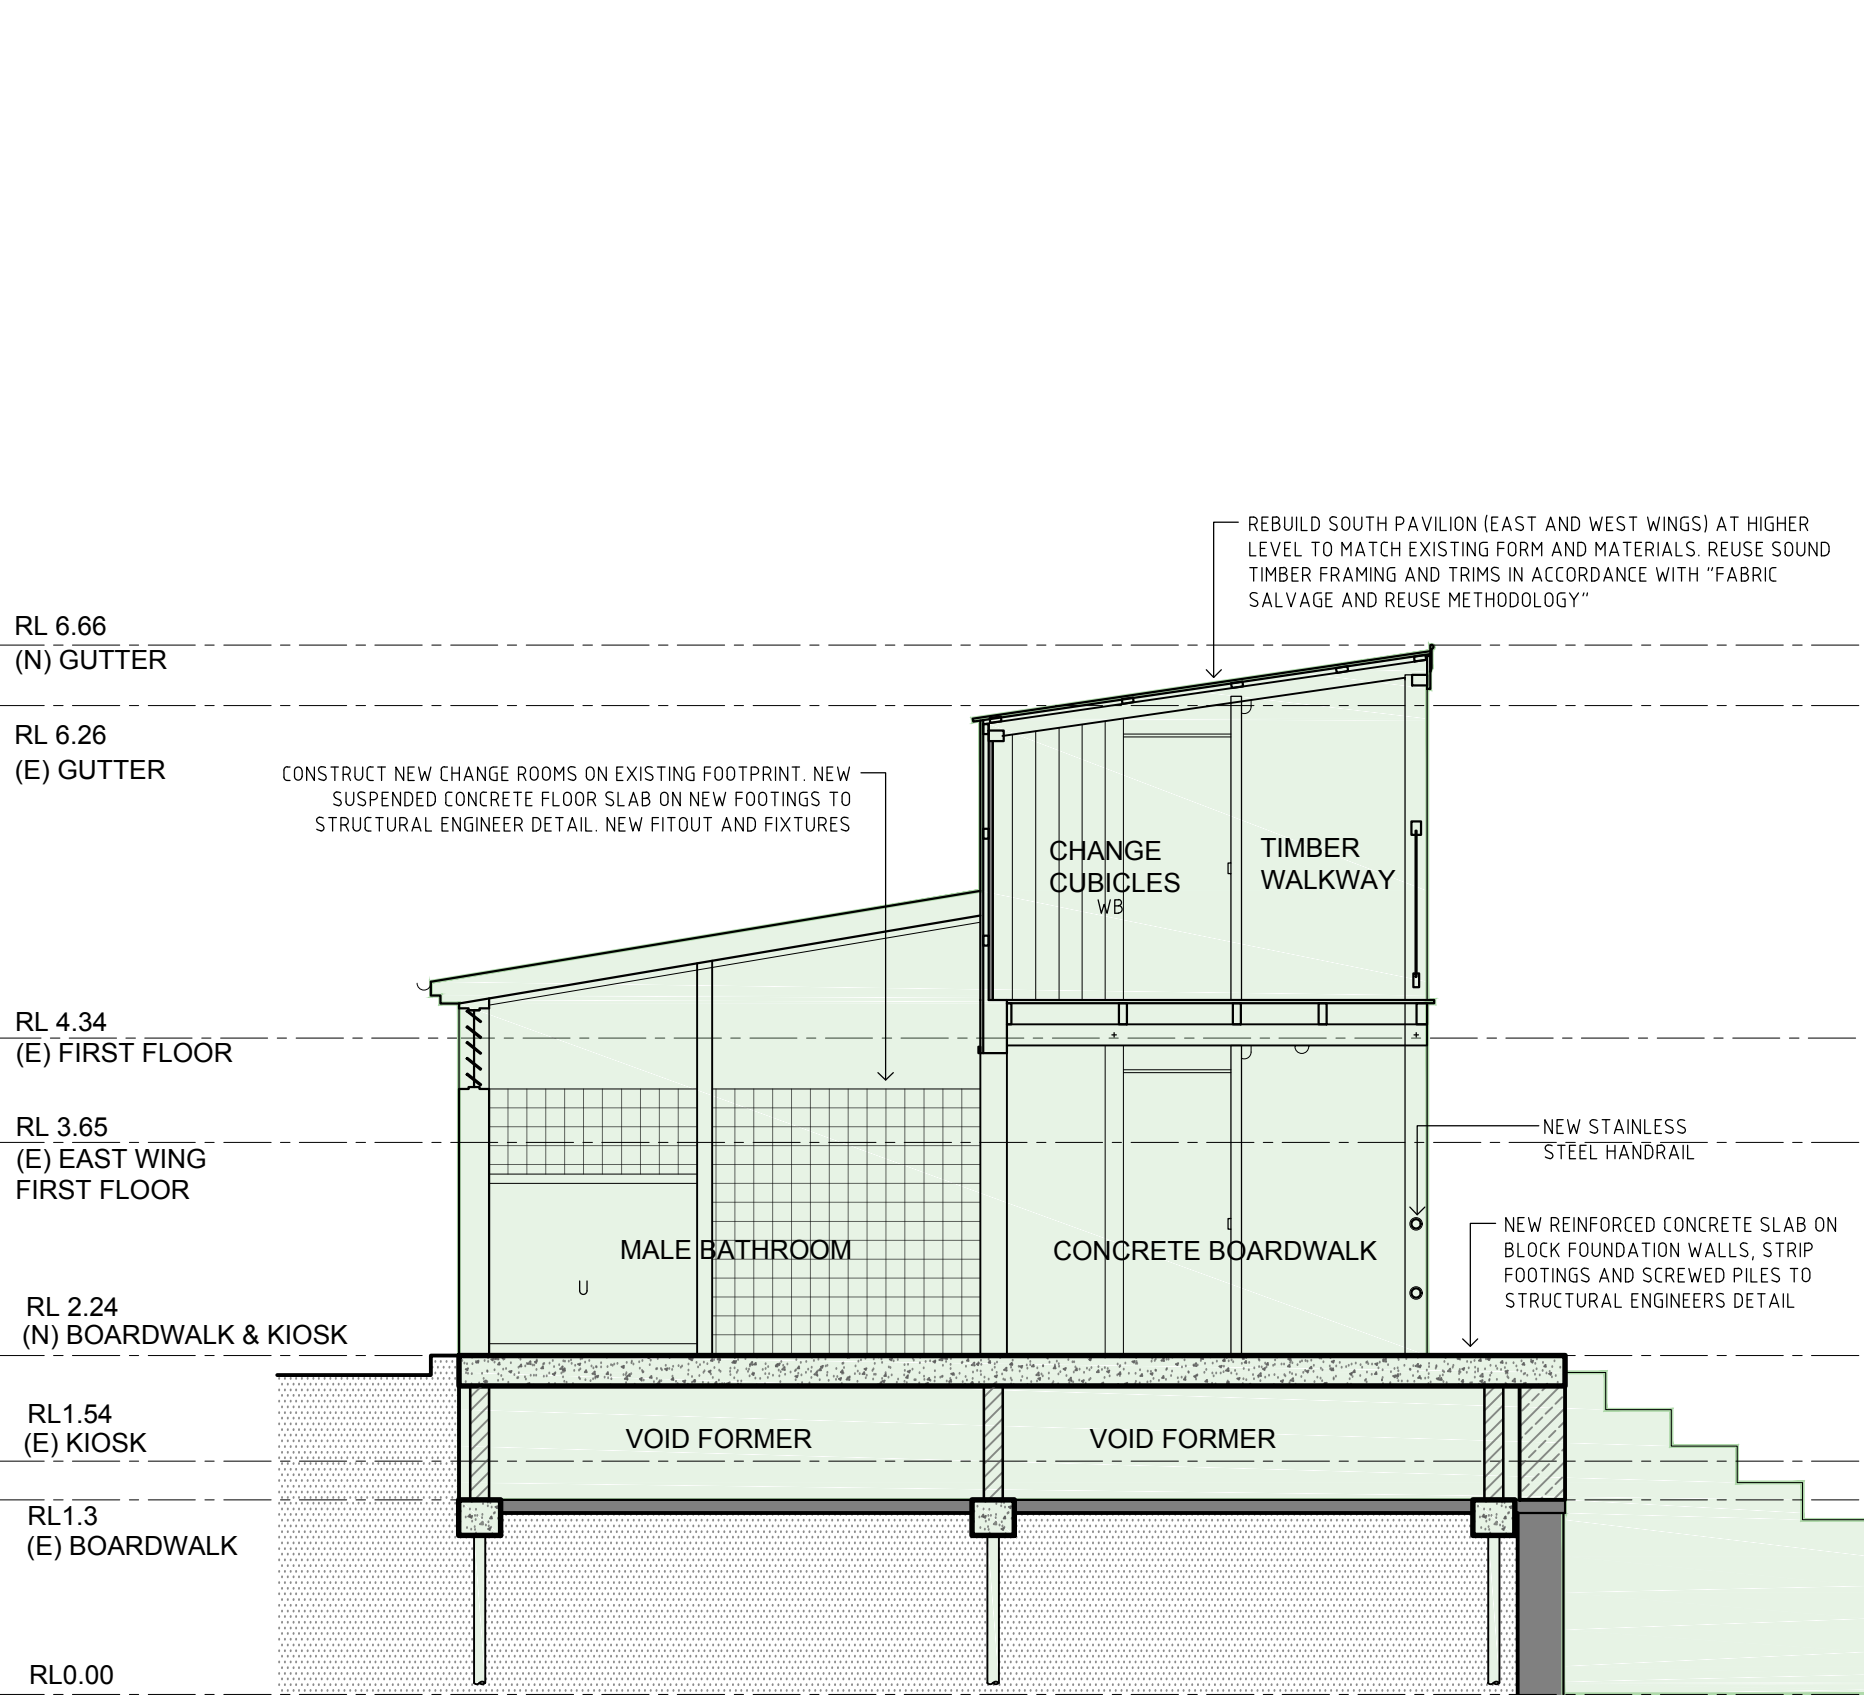 REBUILD SOUTH PAVILION (EAST AND WEST WINGS) AT HIGHER
LEVEL TO MATCH EXISTING FORM AND MATERIALS. REUSE SOUND
TIMBER FRAMING AND TRIMS IN ACCORDANCE WITH "FABRIC
SALVAGE AND REUSE METHODOLOGY"
RL 6.66
(N) GUTTER
RL 6.26
(E) GUTTER
CONSTRUCT NEW CHANGE ROOMS ON EXISTING FOOTPRINT. NEW
SUSPENDED CONCRETE FLOOR SLAB ON NEW FOOTINGS TO
STRUCTURAL ENGINEER DETAIL. NEW FITOUT AND FIXTURES
CHANGE
CUBICLES
WB
TIMBER
WALKWAY
RL 4.34
(E) FIRST FLOOR
RL 3.65
(E) EAST WING
FIRST FLOOR
NEW STAINLESS
STEEL HANDRAIL
MALE BATHROOM
U
CONCRETE BOARDWALK
NEW REINFORCED CONCRETE SLAB ON
BLOCK FOUNDATION WALLS, STRIP
FOOTINGS AND SCREWED PILES TO
STRUCTURAL ENGINEERS DETAIL
RL 2.24
(N) BOARDWALK & KIOSK
RL1.54
(E) KIOSK
VOID FORMER
VOID FORMER
RL1.3
(E) BOARDWALK
RL0.00